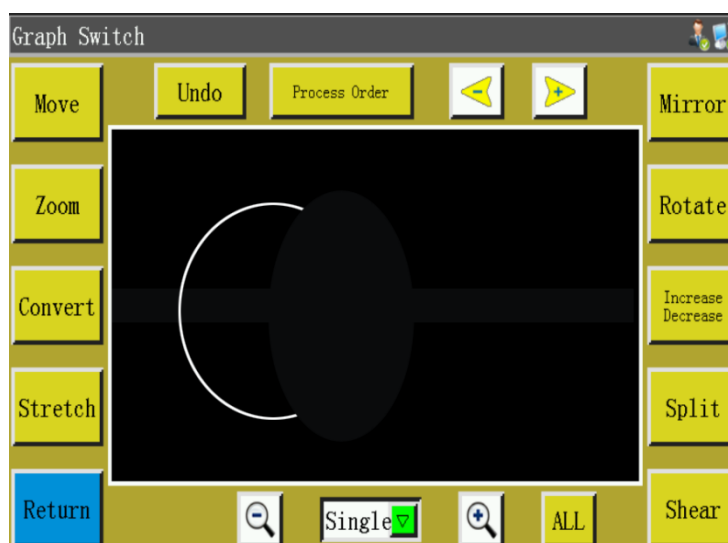 Graph Switch
Undo
Process Order
-
+
Move
Mirror
Zoom
Rotate
Convert
Increase
Decrease
Stretch
Split
Return
Single
ALL
Shear